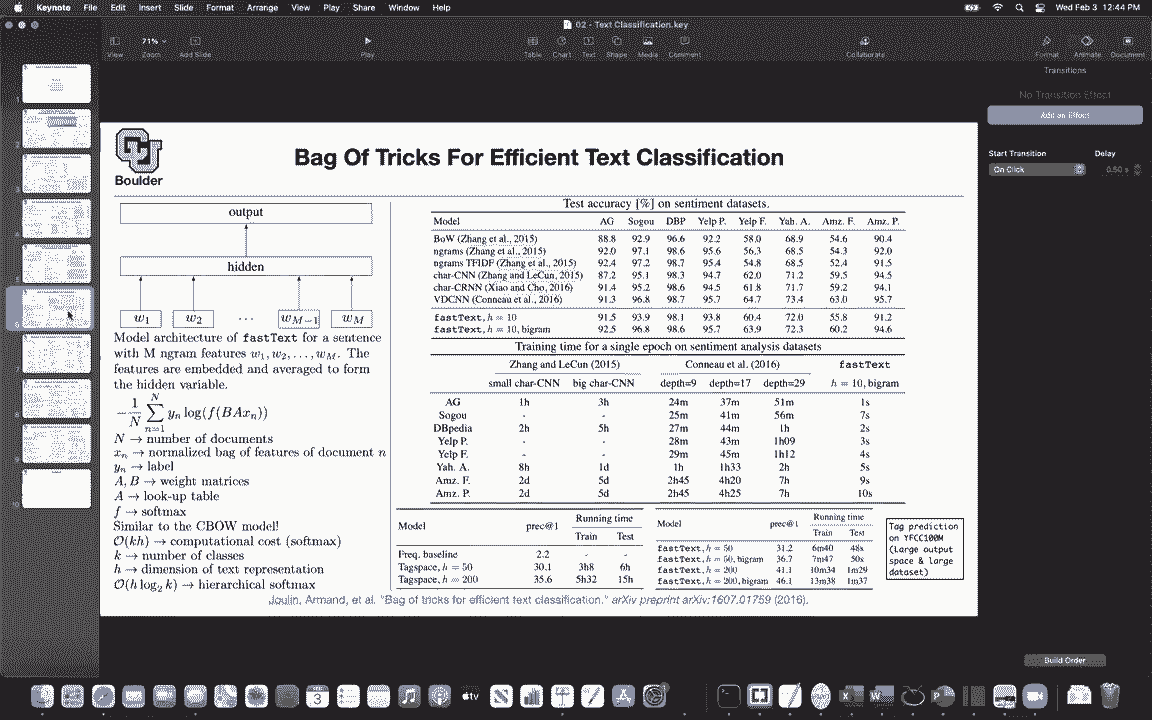 Keynote File Edit Insert Slide Format Arrange View Play Share Window Help Wed Feb 3 12:44 PM
02 - Text Classification.key
71%
View Zoom Add Slide Play Table Chart Text Shape Media Comment Collaborate Format Animate Document
Transitions
No Transition Effect
Add an Effect
Start Transition Delay
On Click 0.50 s
Build Order
Boulder
Bag Of Tricks For Efficient Text Classification
output
hidden
w_1 w_2 ... w_{M-1} w_M
Model architecture of fastText for a sentence
with M ngram features w_1, w_2, ..., w_M. The
features are embedded and averaged to form
the hidden variable.
-\frac{1}{N} \sum_{n=1}^{N} y_n log(f(BAx_n))
N → number of documents
x_n → normalized bag of features of document n
y_n → label
A, B → weight matrices
A → look-up table
f → softmax
Similar to the CBOW model!
O(kh) → computational cost (softmax)
k → number of classes
h → dimension of text representation
O(h log_2 k) → hierarchical softmax
Test accuracy [%] on sentiment datasets.
Model AG Sogou DBP Yelp P. Yelp F. Yah. A. Amz. F. Amz. P.
BoW (Zhang et al., 2015) 88.8 92.9 96.6 92.2 58.0 68.9 54.6 90.4
ngrams (Zhang et al., 2015) 92.0 97.1 98.6 95.6 56.3 68.5 54.3 92.0
ngrams TFIDF (Zhang et al., 2015) 92.4 97.2 98.7 95.4 54.8 68.5 52.4 91.5
char-CNN (Zhang and LeCun, 2015) 87.2 95.1 98.3 94.7 62.0 71.2 59.5 94.5
char-CRNN (Xiao and Cho, 2016) 91.4 95.2 98.6 94.5 61.8 71.7 59.2 94.1
VDCNN (Conneau et al., 2016) 91.3 96.8 98.7 95.7 64.7 73.4 63.0 95.7
fastText, h = 10 91.5 93.9 98.1 93.8 60.4 72.0 55.8 91.2
fastText, h = 10, bigram 92.5 96.8 98.6 95.7 63.9 72.3 60.2 94.6
Training time for a single epoch on sentiment analysis datasets
Zhang and LeCun (2015) Conneau et al. (2016) fastText
small char-CNN big char-CNN depth=9 depth=17 depth=29 h = 10, bigram
AG 1h 3h 24m 37m 51m 1s
Sogou - - 25m 41m 56m 7s
DBpedia 2h 5h 27m 44m 1h 2s
Yelp P. - - 28m 43m 1h09 3s
Yelp F. - - 29m 45m 1h12 4s
Yah. A. 8h 1d 1h 1h33 2h 5s
Amz. F. 2d 5d 2h45 4h20 7h 9s
Amz. P. 2d 5d 2h45 4h25 7h 10s
Model prec@1 Running time
Train Test
Freq. baseline 2.2 - -
Tagspace, h = 50 30.1 3h8 6h
Tagspace, h = 200 35.6 5h32 15h
Model prec@1 Running time
Train Test
fastText, h = 50 31.2 6m40 48s
fastText, h = 50, bigram 36.7 7m47 50s
fastText, h = 200 41.1 10m34 1m29
fastText, h = 200, bigram 46.1 13m38 1m37
Tag prediction
on YFCC100M
(Large output
space & large
dataset)
Joulin, Armand, et al. "Bag of tricks for efficient text classification." arXiv preprint arXiv:1607.01759 (2016).